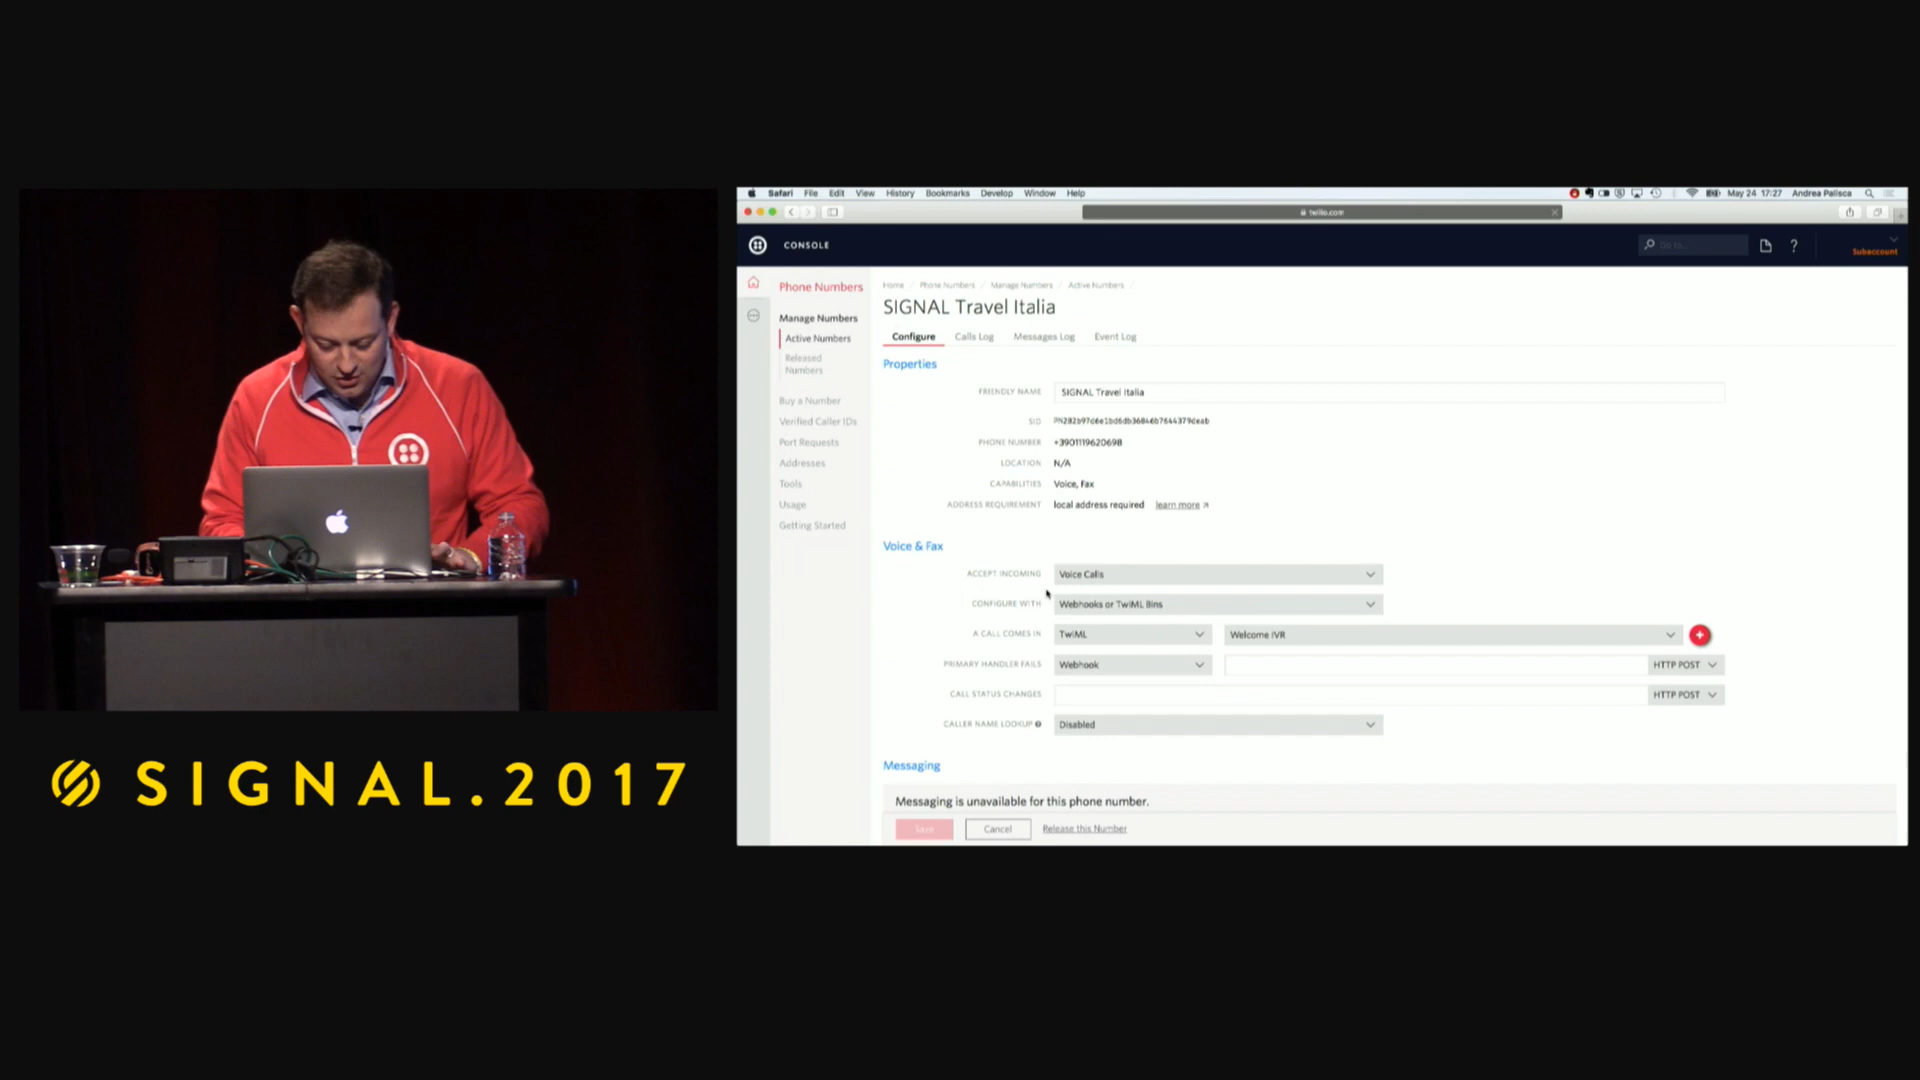 Safari File Edit View History Bookmarks Develop Window Help May 24 17:27 Andrea Palisca
twilio.com
CONSOLE
Go to...
?
Subaccount
Phone Numbers
Manage Numbers
Active Numbers
Released
Numbers
Buy a Number
Verified Caller IDs
Port Requests
Addresses
Tools
Usage
Getting Started
Home / Phone Numbers / Manage Numbers / Active Numbers /
SIGNAL Travel Italia
Configure Calls Log Messages Log Event Log
Properties
FRIENDLY NAME SIGNAL Travel Italia
SID
PHONE NUMBER +3901119620698
LOCATION N/A
CAPABILITIES Voice, Fax
ADDRESS REQUIREMENT local address required learn more
Voice & Fax
ACCEPT INCOMING Voice Calls
CONFIGURE WITH Webhooks or TwiML Bins
A CALL COMES IN TwiML Welcome IVR
PRIMARY HANDLER FAILS Webhook HTTP POST
CALL STATUS CHANGES HTTP POST
CALLER NAME LOOKUP Disabled
Messaging
Messaging is unavailable for this phone number.
Save Cancel Release this Number
SIGNAL.2017